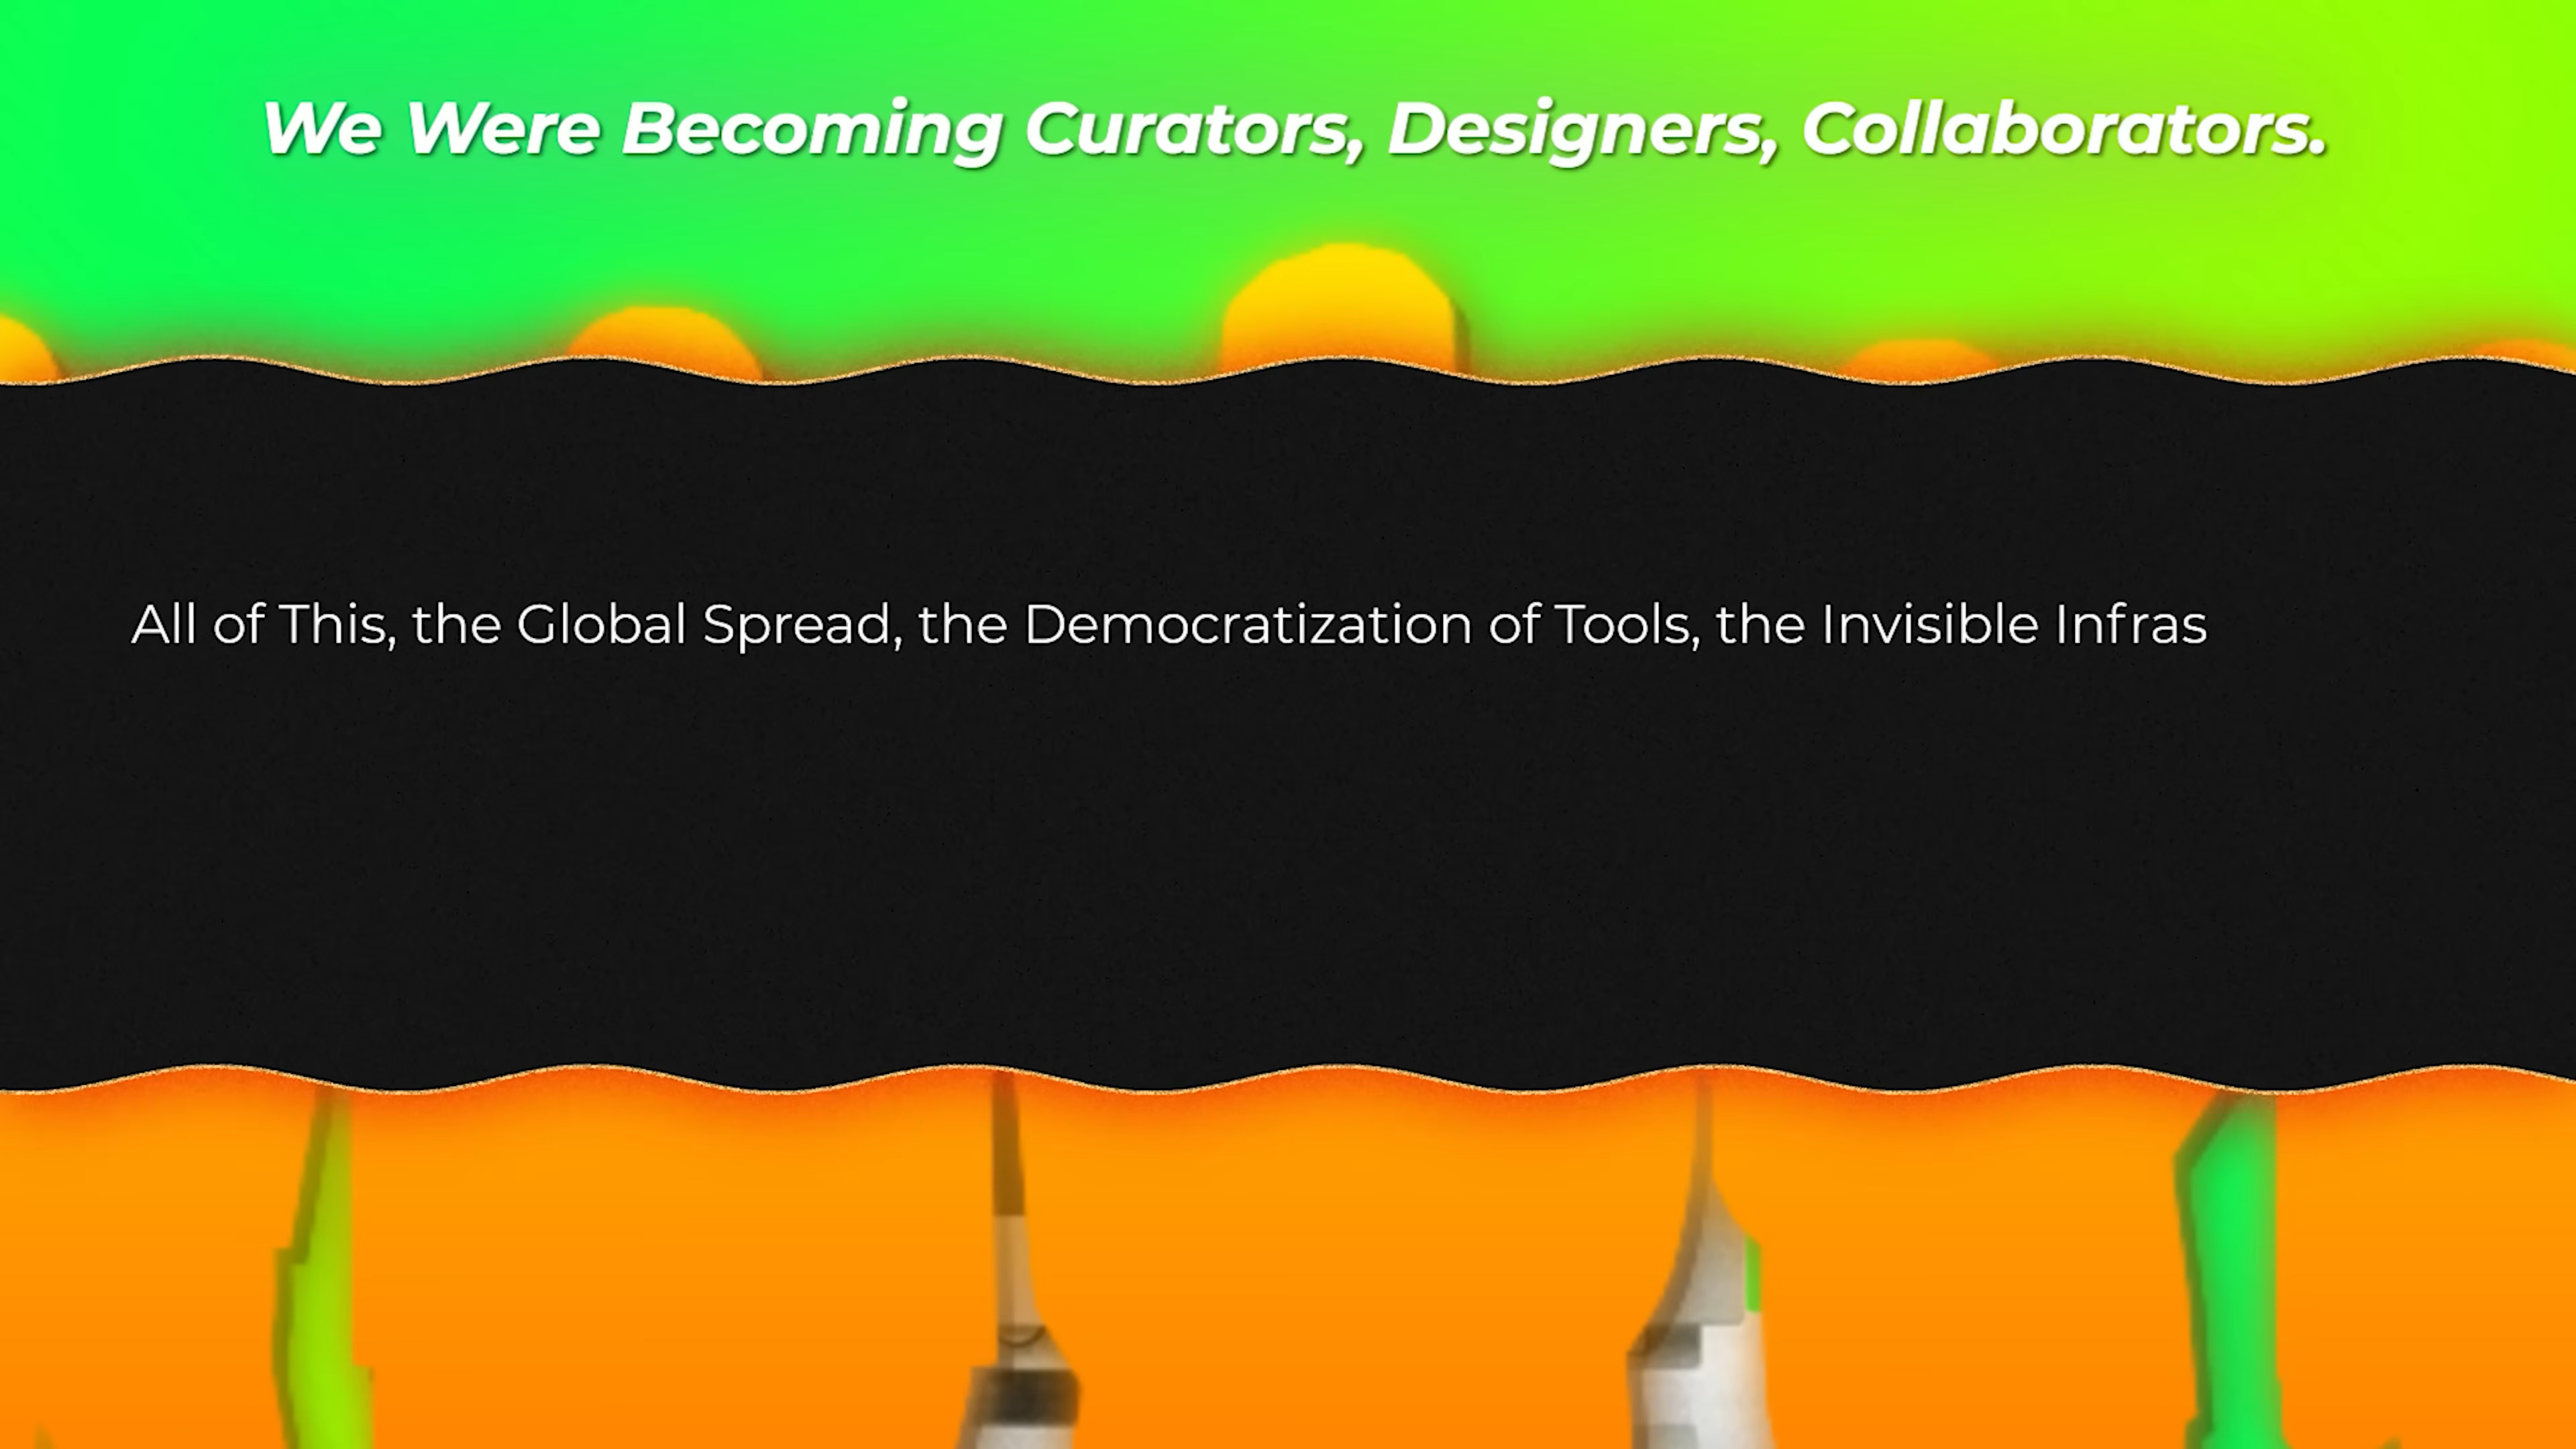 We Were Becoming Curators, Designers, Collaborators.
All of This, the Global Spread, the Democratization of Tools, the Invisible Infras